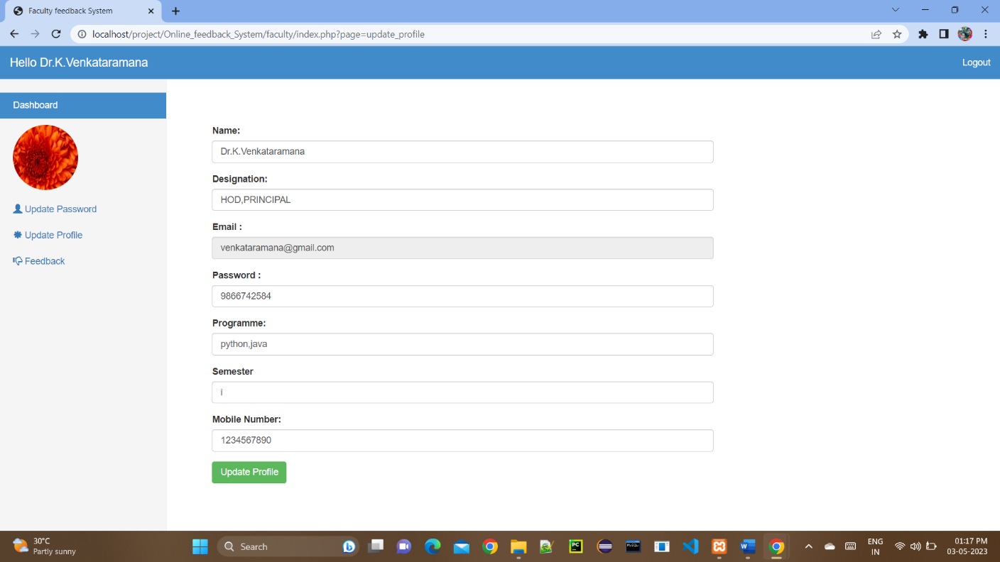 Faculty feedback System
localhost/project/Online_feedback_System/faculty/index.php?page=update_profile
Hello Dr.K.Venkataramana
Logout
Dashboard
Update Password
Update Profile
Feedback
Name:
Dr.K.Venkataramana
Designation:
HOD,PRINCIPAL
Email :
venkataramana@gmail.com
Password :
9866742584
Programme:
python,java
Semester
i
Mobile Number:
1234567890
Update Profile
30°C
Partly sunny
Search
PC
MySQL
W
ENG
IN
01:17 PM
03-05-2023